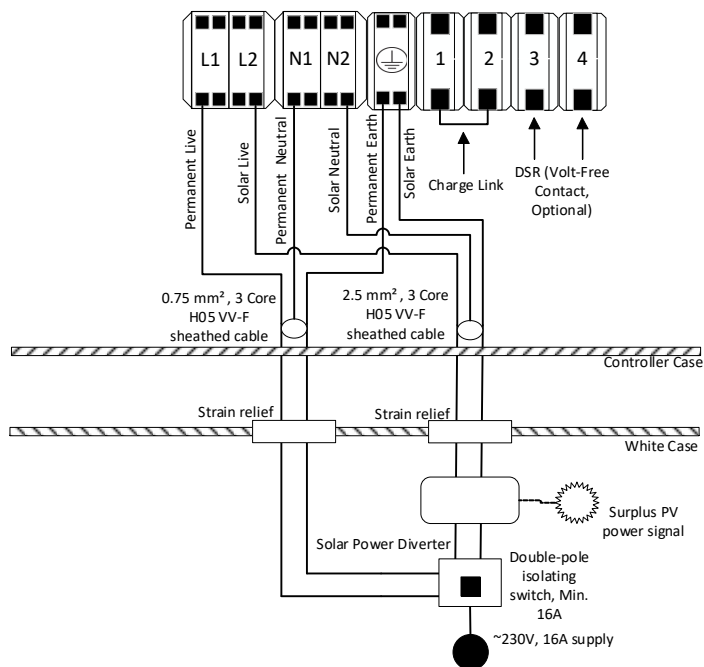 L1 L2 N1 N2 1 2 3 4
Permanent Live
Solar Live
Permanent Neutral
Solar Neutral
Permanent Earth
Solar Earth
Charge Link
DSR (Volt-Free
Contact,
Optional)
0.75 mm² , 3 Core
H05 VV-F
sheathed cable
2.5 mm² , 3 Core
H05 VV-F
sheathed cable
Controller Case
Strain relief
Strain relief
White Case
Surplus PV
power signal
Solar Power Diverter
Double-pole
isolating
switch, Min.
16A
~230V, 16A supply